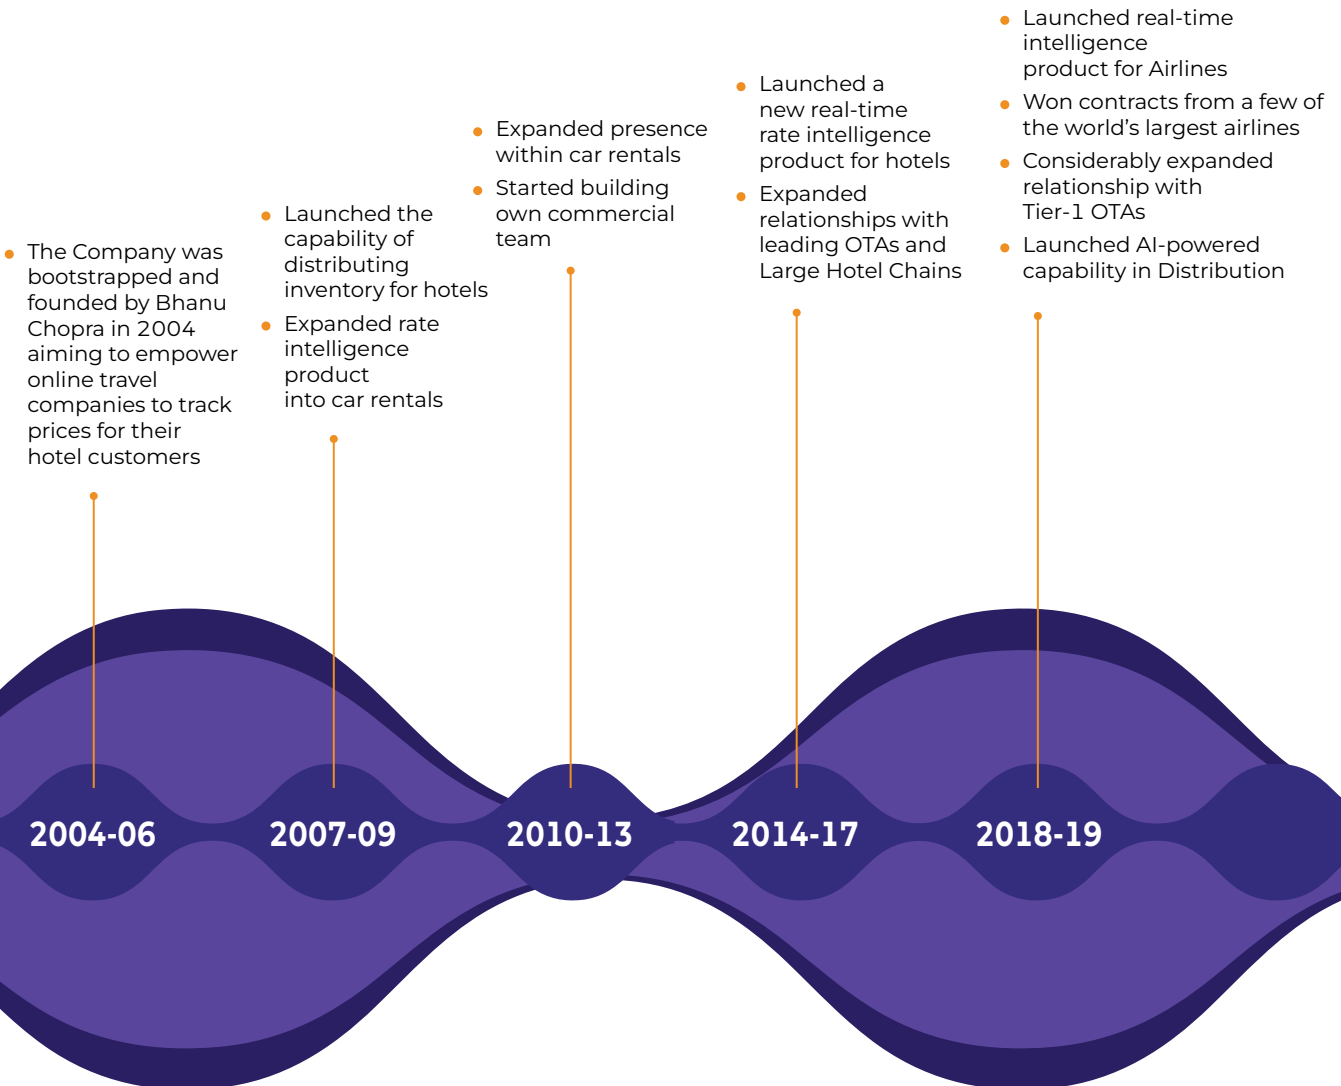 The Company was
bootstrapped and
founded by Bhanu
Chopra in 2004
aiming to empower
online travel
companies to track
prices for their
hotel customers
Launched the
capability of
distributing
inventory for hotels
Expanded rate
intelligence
product
into car rentals
Expanded presence
within car rentals
Started building
own commercial
team
Launched a
new real-time
rate intelligence
product for hotels
Expanded
relationships with
leading OTAs and
Large Hotel Chains
Launched real-time
intelligence
product for Airlines
Won contracts from a few of
the world's largest airlines
Considerably expanded
relationship with
Tier-1 OTAs
Launched AI-powered
capability in Distribution
2004-06
2007-09
2010-13
2014-17
2018-19